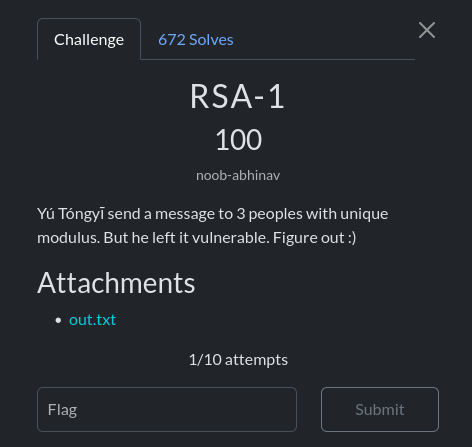 Challenge
672 Solves
RSA-1
100
noob-abhinav
Yú Tóngyī send a message to 3 peoples with unique
modulus. But he left it vulnerable. Figure out :)
Attachments
• out.txt
1/10 attempts
Flag
Submit